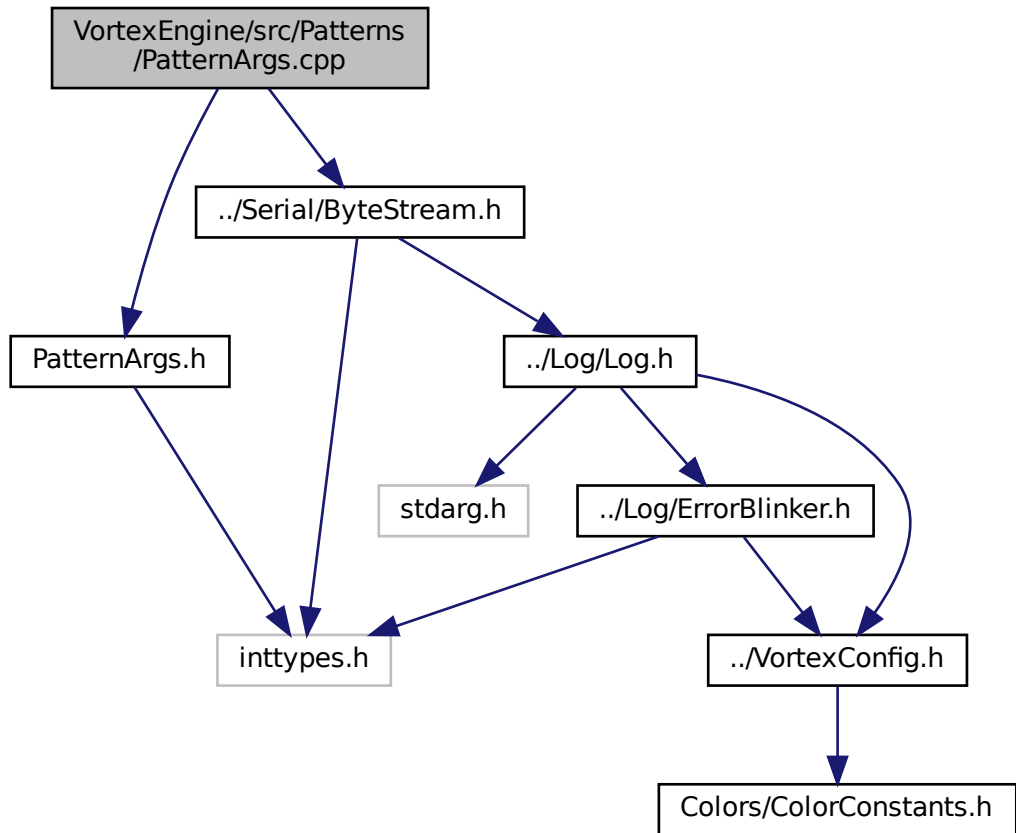 VortexEngine/src/Patterns
/PatternArgs.cpp
../Serial/ByteStream.h
PatternArgs.h
../Log/Log.h
stdarg.h
../Log/ErrorBlinker.h
inttypes.h
../VortexConfig.h
Colors/ColorConstants.h